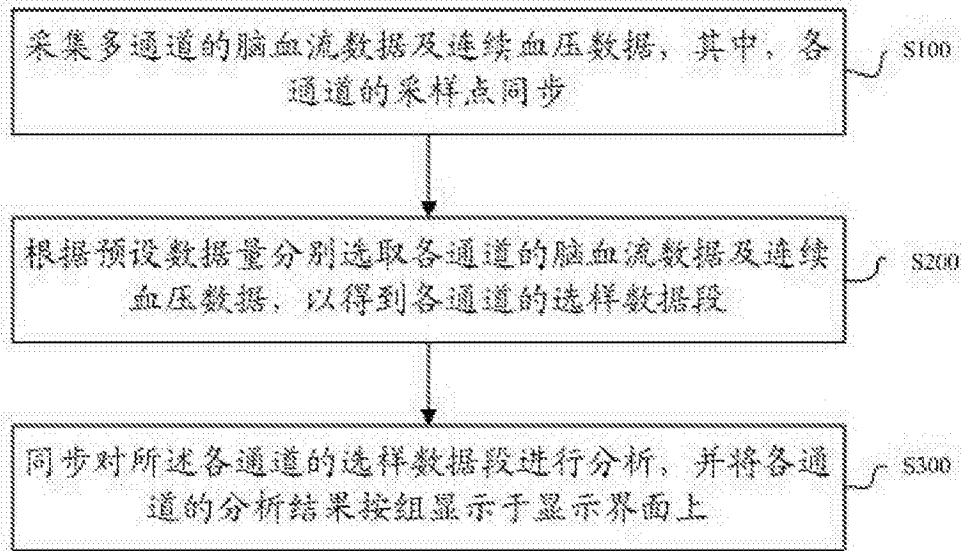 采集多通道的脑血流数据及连续血压数据，其中，各
通道的采样点同步
S100
根据预设数据量分别选取各通道的脑血流数据及连续
血压数据，以得到各通道的选样数据段
S200
同步对所述各通道的选样数据段进行分析，并将各通
道的分析结果按组显示于显示界面上
S300